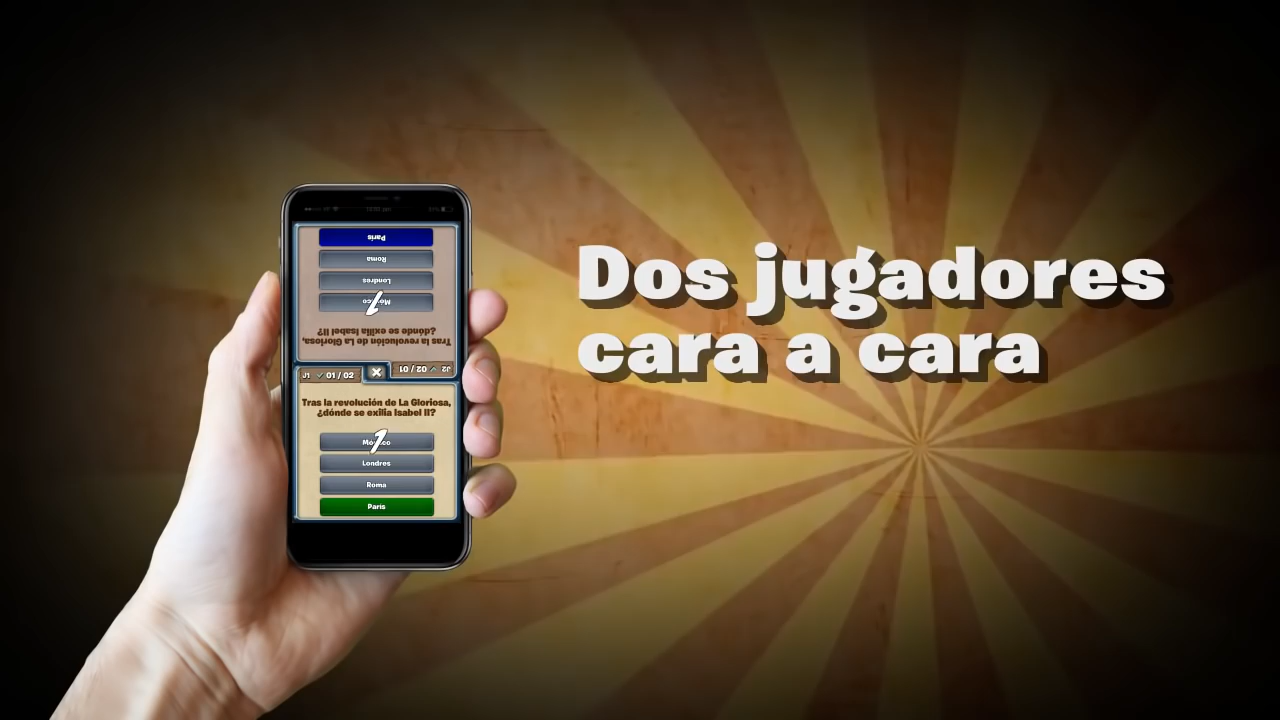 París
Roma
Londres
1
¿dónde se exilia Isabel II?
Tras la revolución de La Gloriosa,
J1 ✓ 01 / 02
J2 01 / 02
Tras la revolución de La Gloriosa,
¿dónde se exilia Isabel II?
1
Londres
Roma
París
Dos jugadores
cara a cara